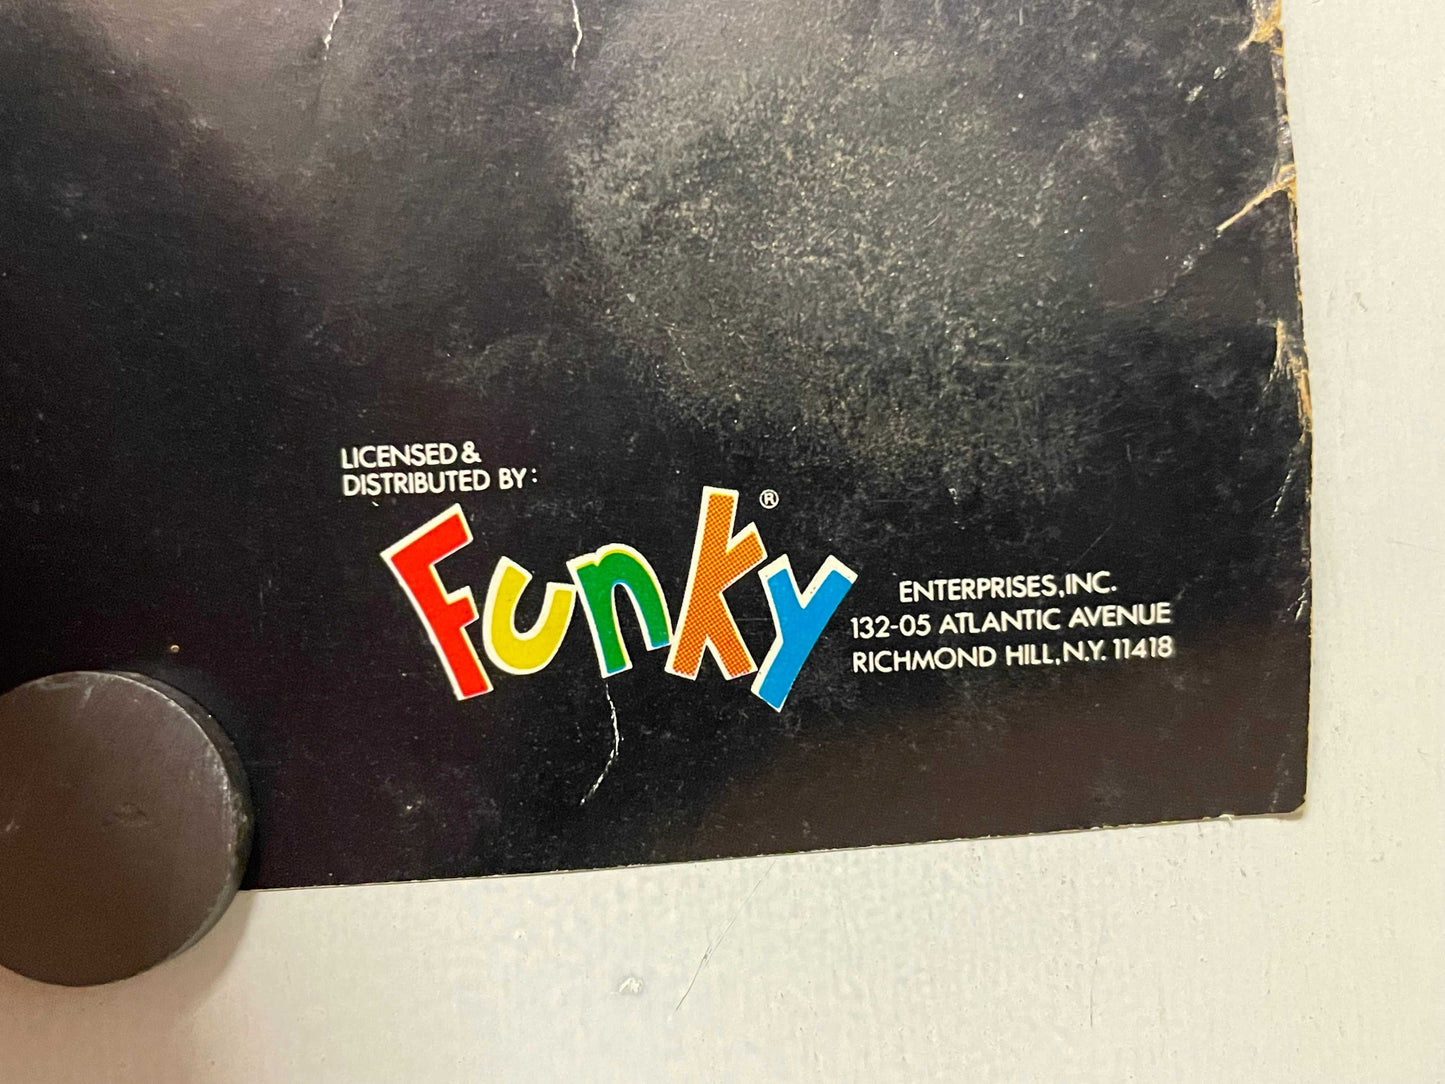 LICENSED &
DISTRIBUTED BY:
Funky®
ENTERPRISES, INC.
132-05 ATLANTIC AVENUE
RICHMOND HILL, N.Y. 11418